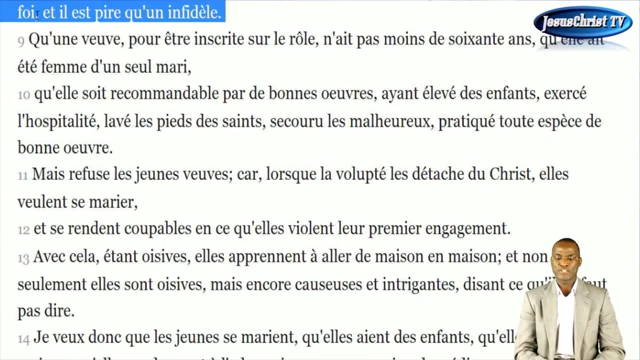 foi, et il est pire qu'un infidèle.
JesusChrist TV
9 Qu'une veuve, pour être inscrite sur le rôle, n'ait pas moins de soixante ans, qu'elle ait
été femme d'un seul mari,
10 qu'elle soit recommandable par de bonnes oeuvres, ayant élevé des enfants, exercé
l'hospitalité, lavé les pieds des saints, secouru les malheureux, pratiqué toute espèce de
bonne oeuvre.
11 Mais refuse les jeunes veuves; car, lorsque la volupté les détache du Christ, elles
veulent se marier,
12 et se rendent coupables en ce qu'elles violent leur premier engagement.
13 Avec cela, étant oisives, elles apprennent à aller de maison en maison; et non
seulement elles sont oisives, mais encore causeuses et intrigantes, disant ce qu'il faut
pas dire.
14 Je veux donc que les jeunes se marient, qu'elles aient des enfants,